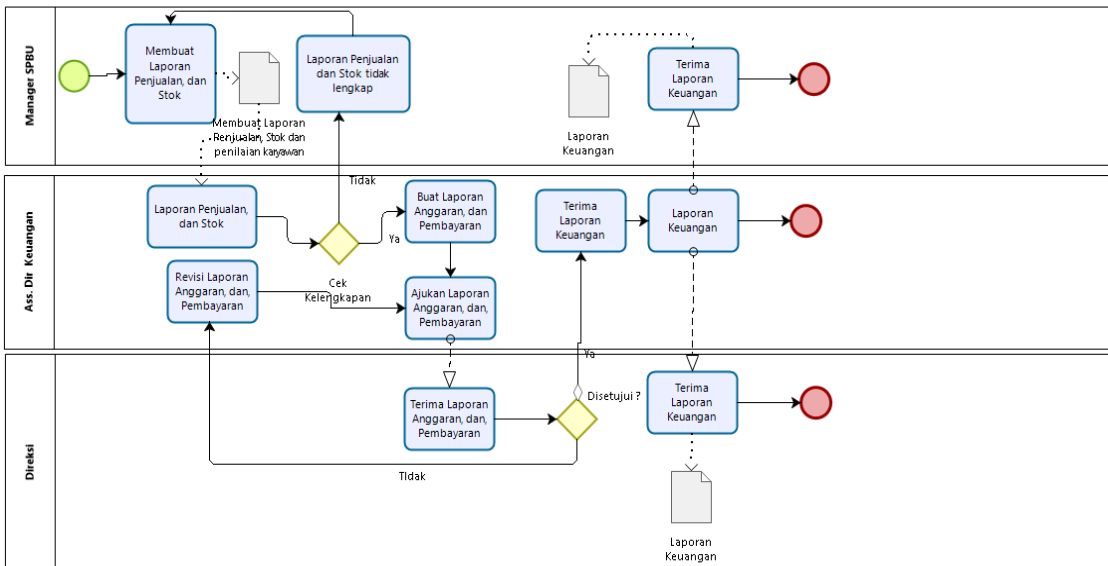 Manager SPBU
Membuat
Laporan
Penjualan, dan
Stok
Membuat Laporan
Penjualan, Stok dan
penilaian karyawan
Laporan Penjualan
dan Stok tidak
lengkap
Laporan
Keuangan
Terima
Laporan
Keuangan
Tidak
Ass. Dir Keuangan
Laporan Penjualan,
dan Stok
Cek
Kelengkapan
Ya
Buat Laporan
Anggaran, dan
Pembayaran
Revisi Laporan
Anggaran, dan,
Pembayaran
Ajukan Laporan
Anggaran, dan,
Pembayaran
Terima
Laporan
Keuangan
Laporan
Keuangan
Ya
Direksi
Terima Laporan
Anggaran, dan,
Pembayaran
Disetujui ?
TIdak
Terima
Laporan
Keuangan
Laporan
Keuangan